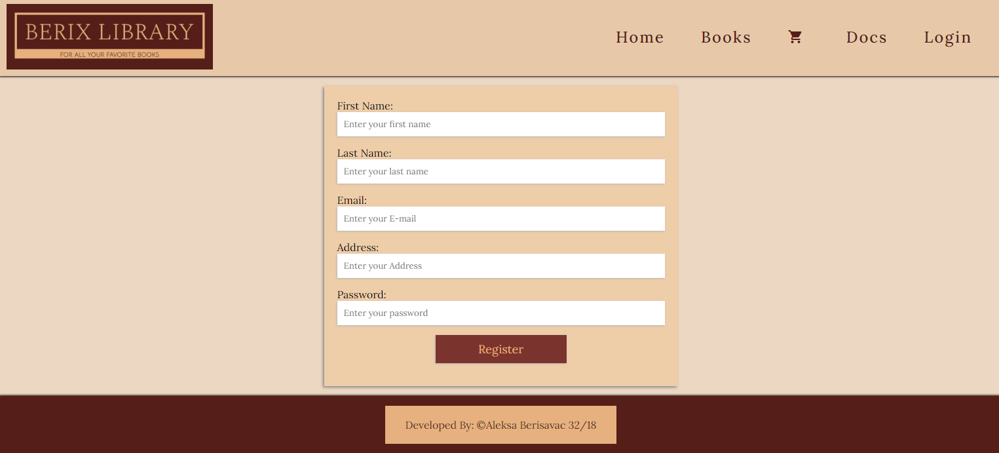 BERIX LIBRARY
FOR ALL YOUR FAVORITE BOOKS
Home Books Docs Login
First Name:
Enter your first name
Last Name:
Enter your last name
Email:
Enter your E-mail
Address:
Enter your Address
Password:
Enter your password
Register
Developed By: ©Aleksa Berisavac 32/18